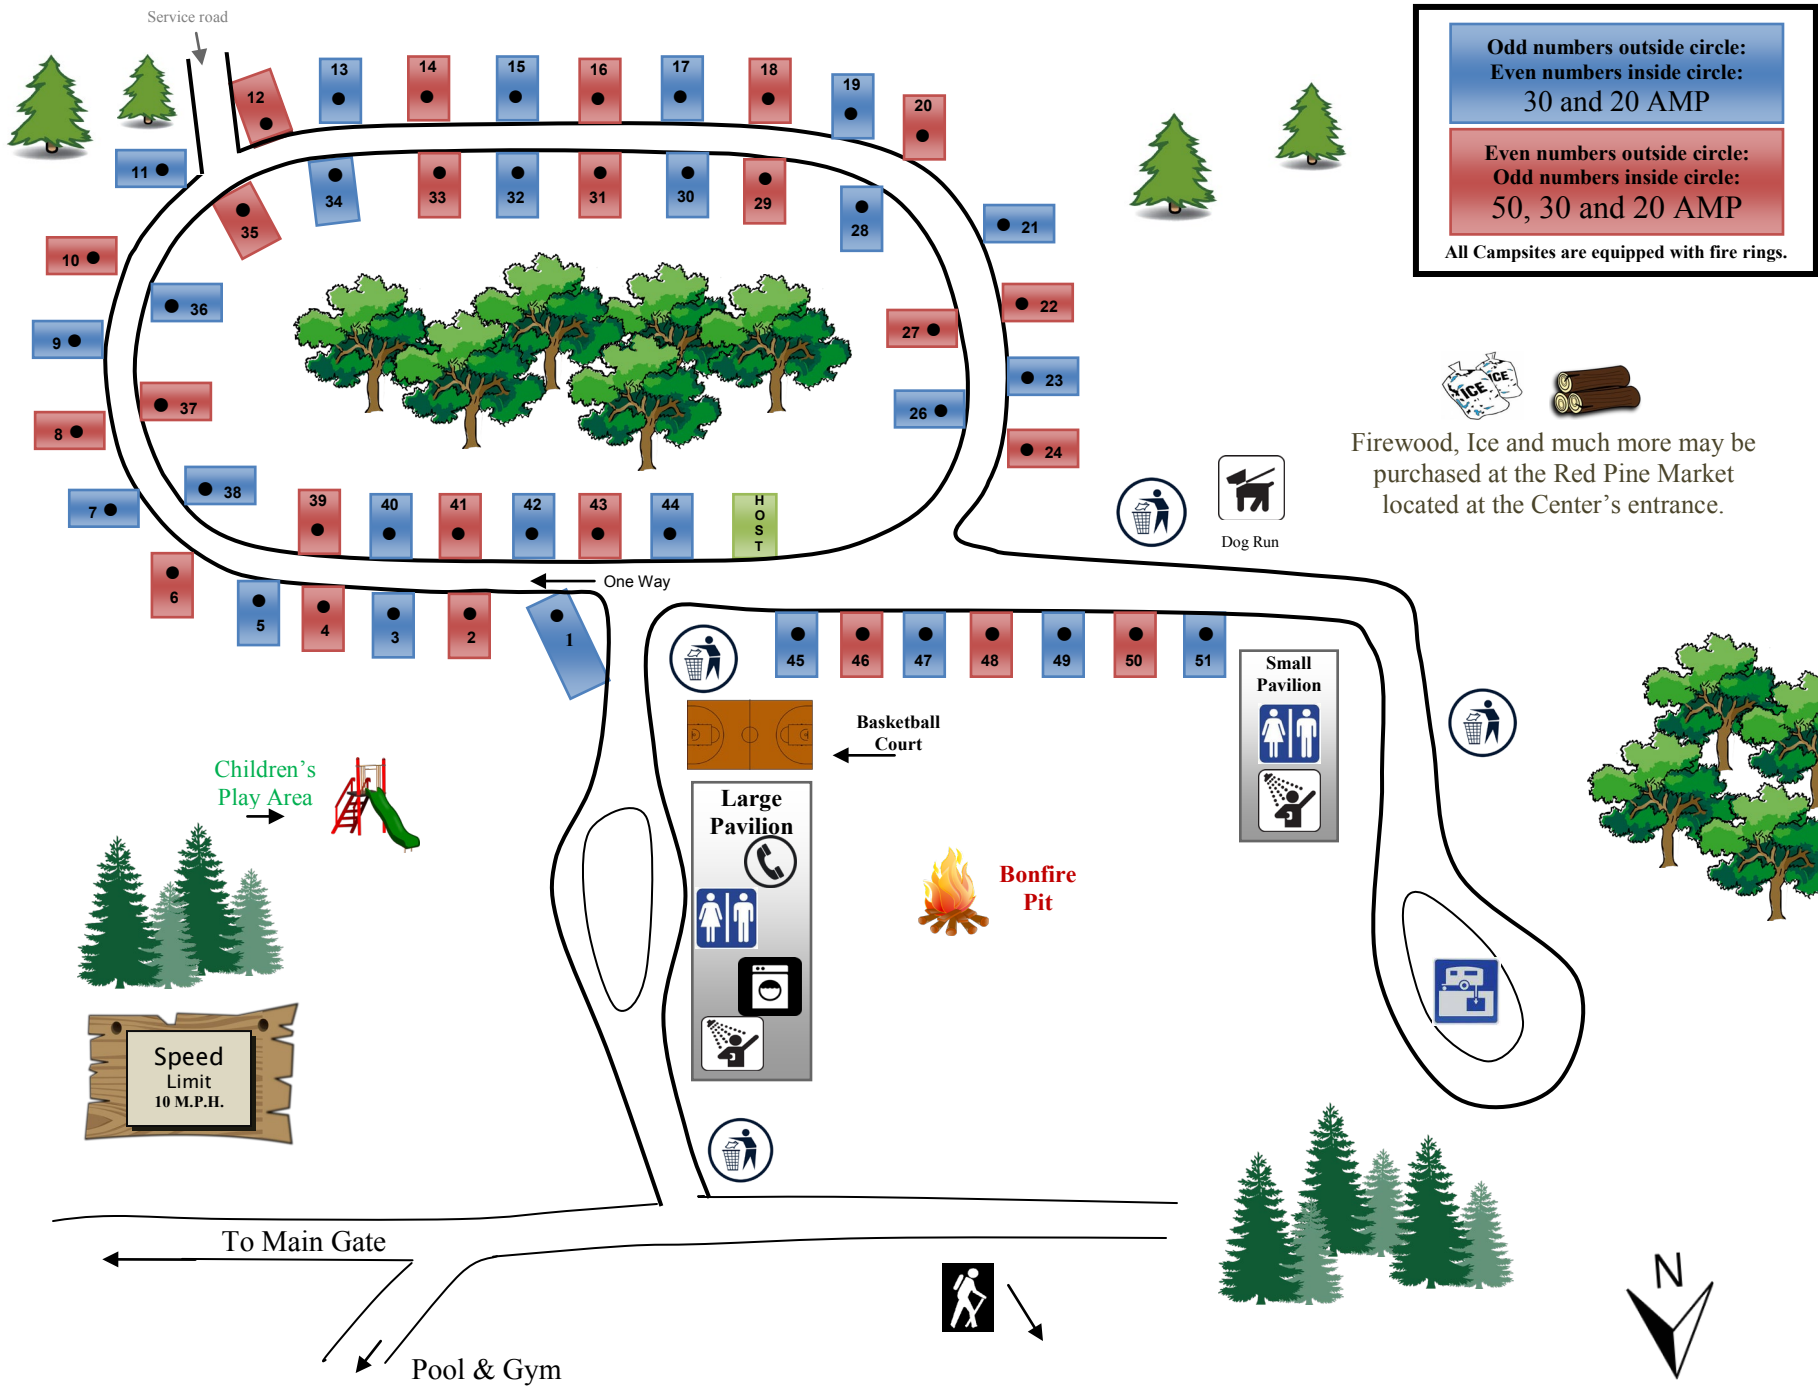 Service road
Odd numbers outside circle:
Even numbers inside circle:
30 and 20 AMP
Even numbers outside circle:
Odd numbers inside circle:
50, 30 and 20 AMP
All Campsites are equipped with fire rings.
12
13
14
15
16
17
18
19
20
11
34
33
32
31
30
29
28
35
21
10
36
27
22
9
37
26
23
8
24
38
7
39
40
41
42
43
44
HOST
ICE
ICE
Firewood, Ice and much more may be
purchased at the Red Pine Market
located at the Center’s entrance.
Dog Run
One Way
6
5
4
3
2
1
45
46
47
48
49
50
51
Small
Pavilion
Basketball
Court
Children’s
Play Area
Large
Pavilion
Bonfire
Pit
Speed
Limit
10 M.P.H.
To Main Gate
Pool & Gym
N